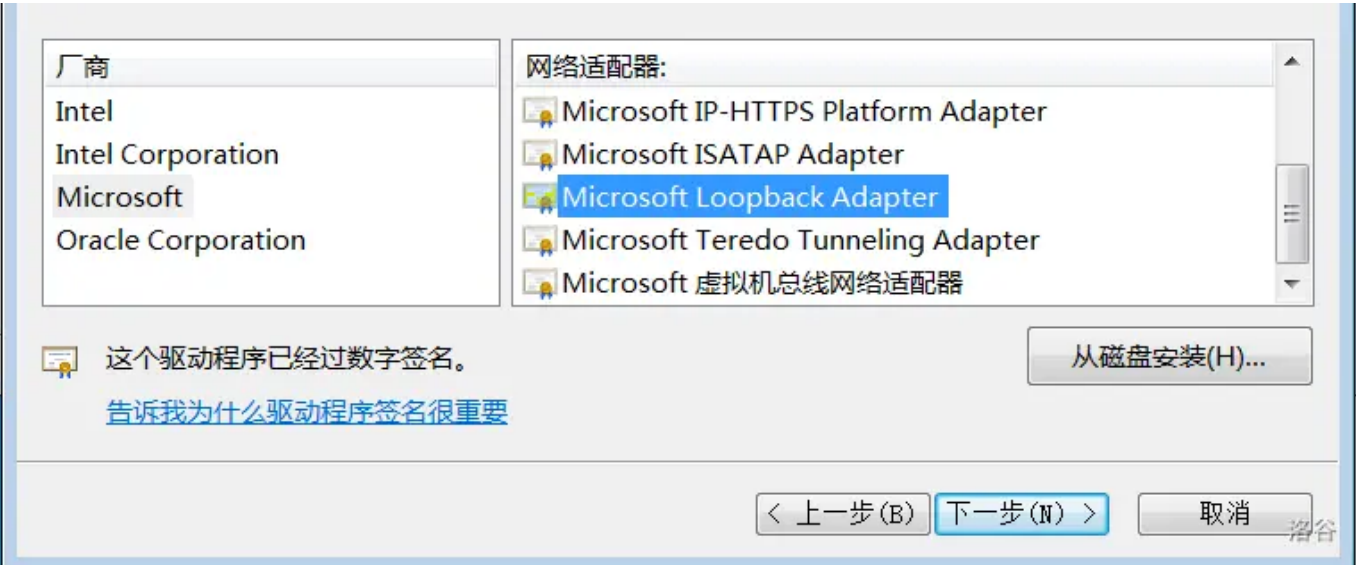 厂商
Intel
Intel Corporation
Microsoft
Oracle Corporation
网络适配器:
Microsoft IP-HTTPS Platform Adapter
Microsoft ISATAP Adapter
Microsoft Loopback Adapter
Microsoft Teredo Tunneling Adapter
Microsoft 虚拟机总线网络适配器
这个驱动程序已经过数字签名。
告诉我为什么驱动程序签名很重要
从磁盘安装(H)...
< 上一步(B)
下一步(N) >
取消
洛谷